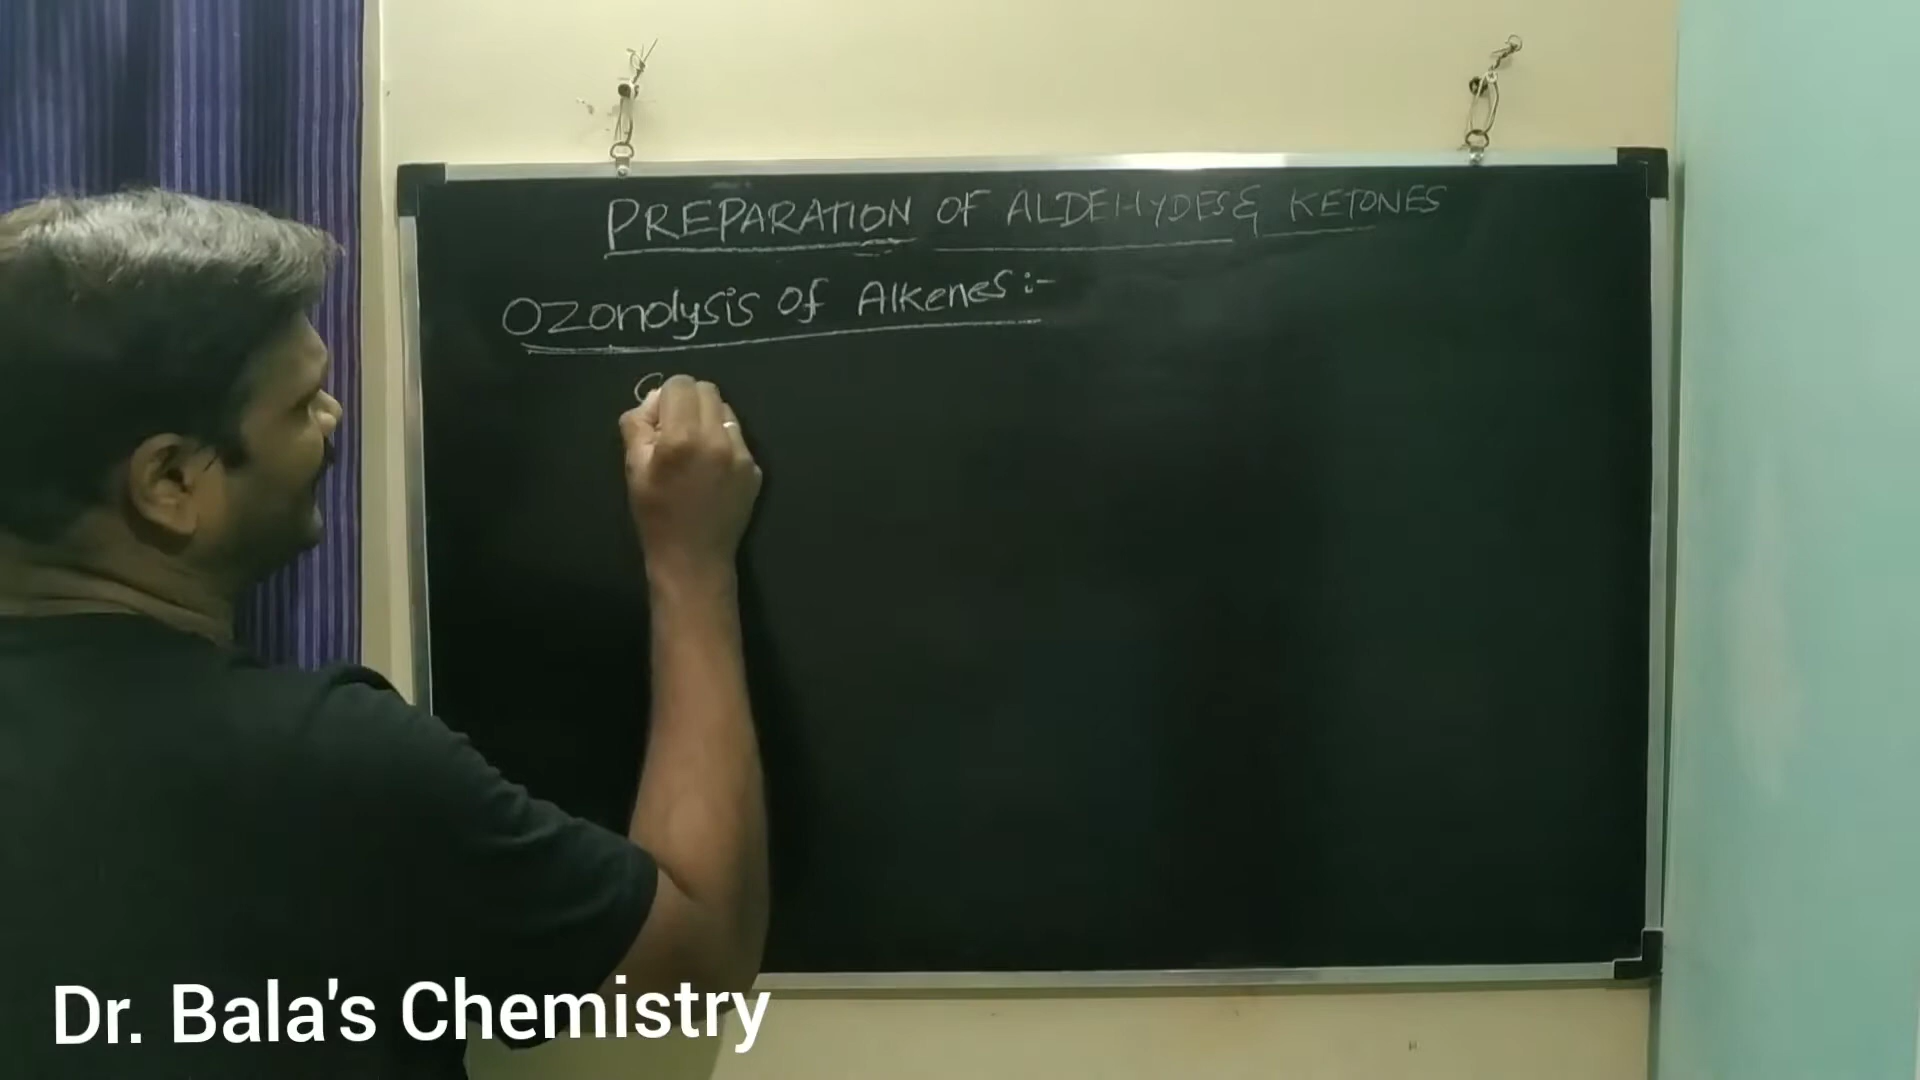 PREPARATION OF ALDEHYDES & KETONES
Ozonolysis of Alkenes :-
C
Dr. Bala's Chemistry